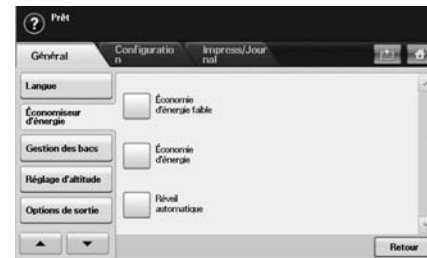 ? Prêt
Général
Configuratio
n
Impress/Jour
nal
Langue
Économiseur
d'énergie
Gestion des bacs
Réglage d'altitude
Options de sortie
Économie
d'énergie faible
Économie
d'énergie
Réveil
automatique
Retour